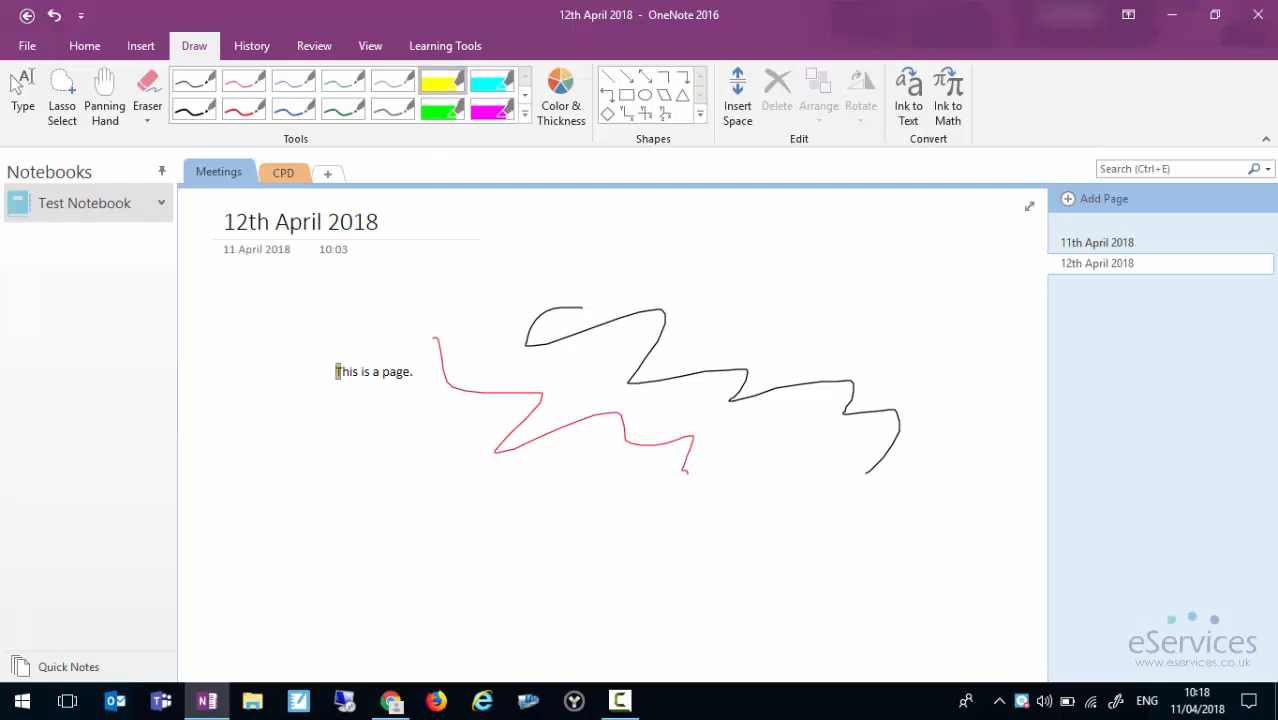 12th April 2018 - OneNote 2016
File Home Insert Draw History Review View Learning Tools
Type Lasso Select Panning Hand Eraser Color & Thickness Insert Space Delete Arrange Rotate Ink to Text Ink to Math
Tools Shapes Edit Convert
Notebooks
Meetings CPD
Search (Ctrl+E)
Test Notebook
Add Page
12th April 2018
11 April 2018 10:03
11th April 2018
12th April 2018
This is a page.
eServices
www.eservices.co.uk
Quick Notes
ENG
10:18
11/04/2018